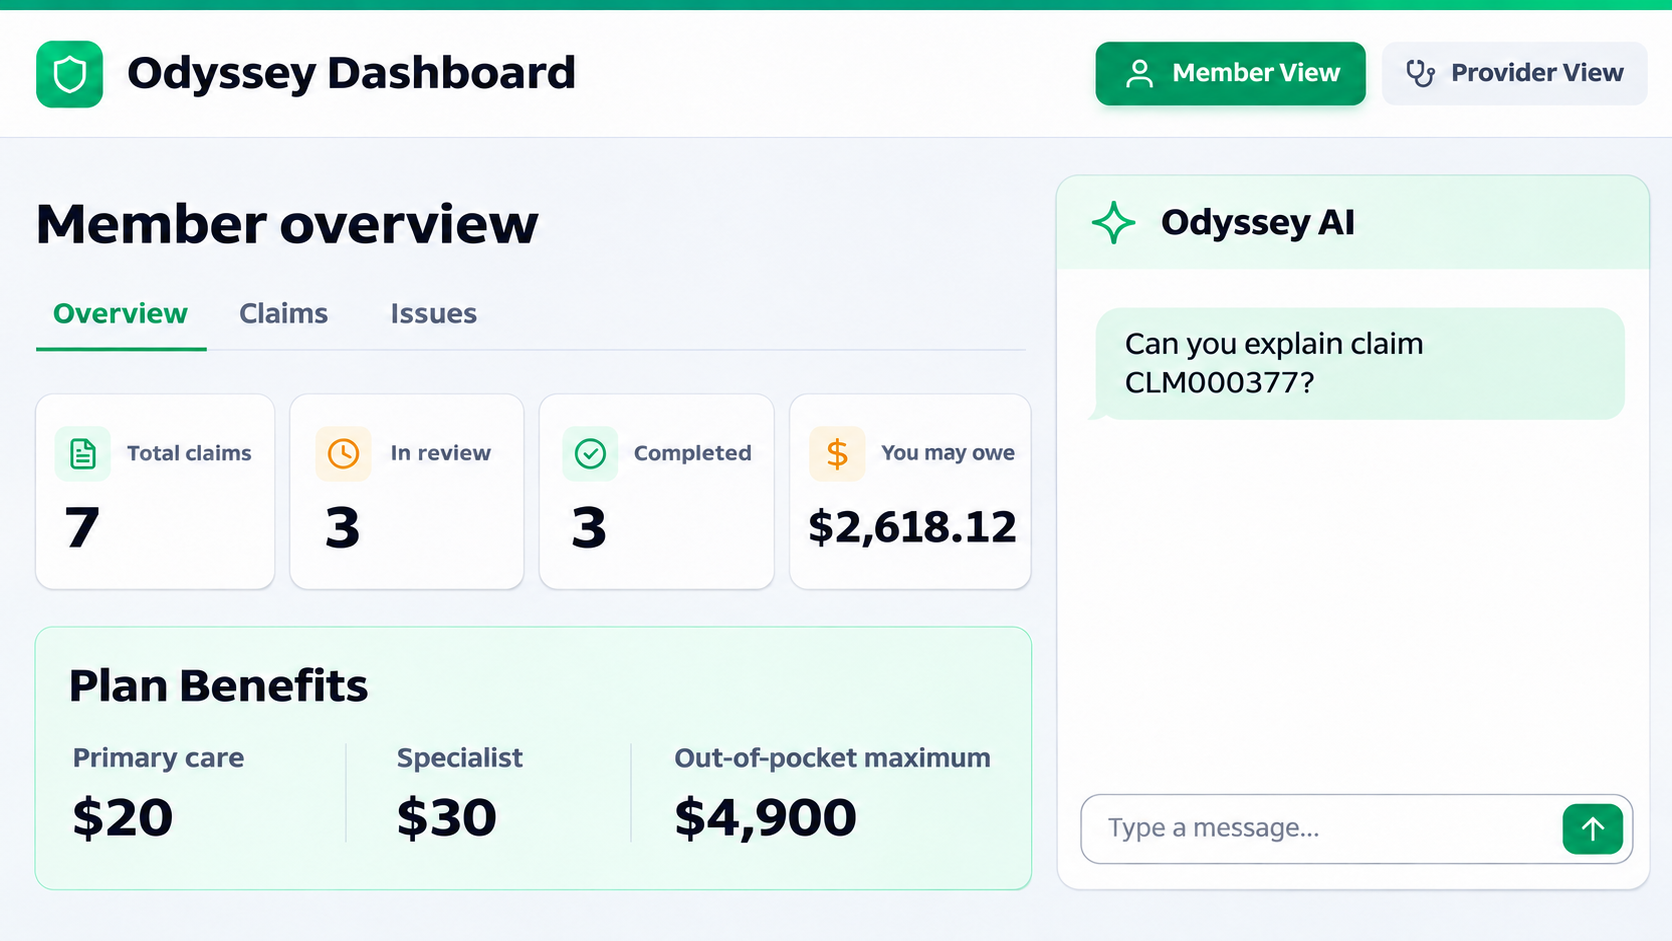 Odyssey Dashboard
Member View
Provider View
Member overview
Overview
Claims
Issues
Total claims
7
In review
3
Completed
3
You may owe
$2,618.12
Plan Benefits
Primary care
$20
Specialist
$30
Out-of-pocket maximum
$4,900
Odyssey AI
Can you explain claim
CLM000377?
Type a message...